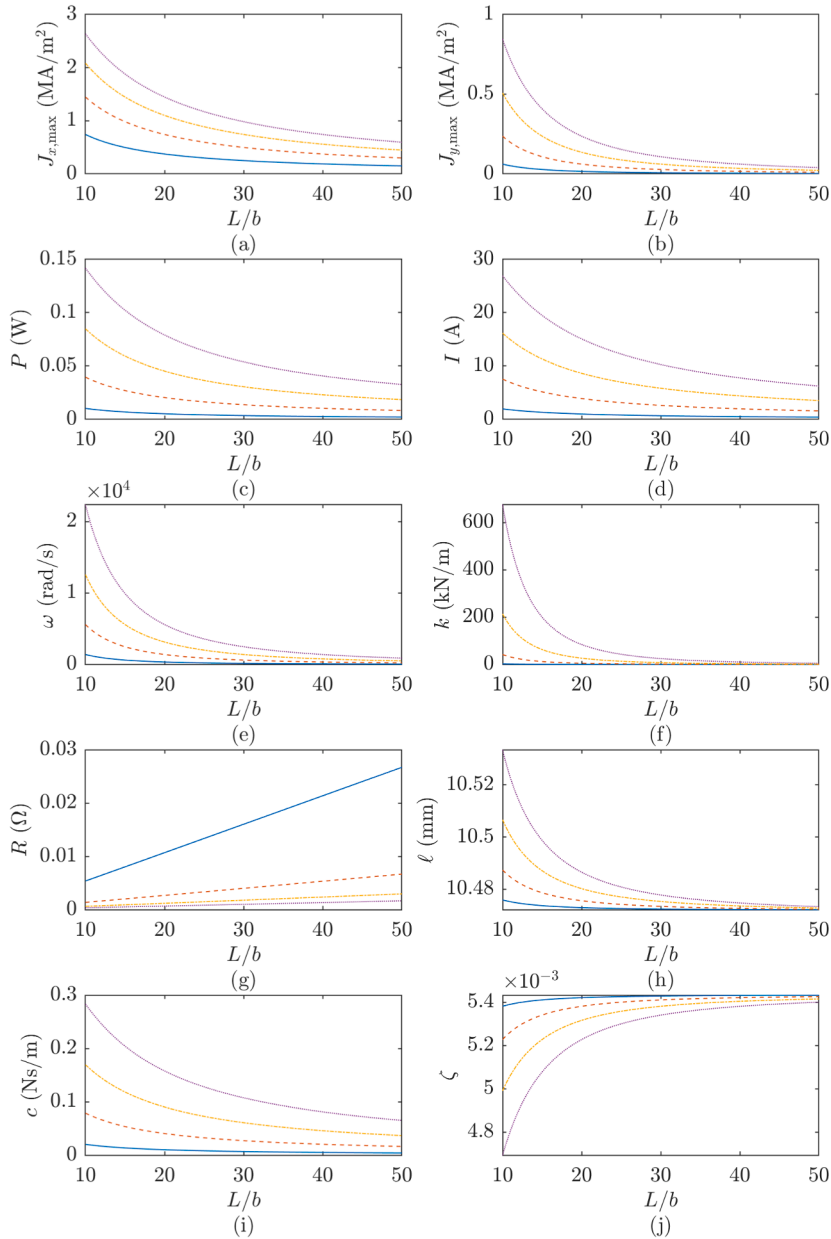 3
2
1
0
J_{x,max} (MA/m²)
10 20 30 40 50
L/b
(a)
1
0.5
0
J_{y,max} (MA/m²)
10 20 30 40 50
L/b
(b)
0.15
0.1
0.05
0
P (W)
10 20 30 40 50
L/b
(c)
30
20
10
0
I (A)
10 20 30 40 50
L/b
(d)
×10⁴
2
1
0
ω (rad/s)
10 20 30 40 50
L/b
(e)
600
400
200
0
k (kN/m)
10 20 30 40 50
L/b
(f)
0.03
0.02
0.01
0
R (Ω)
10 20 30 40 50
L/b
(g)
10.52
10.5
10.48
ℓ (mm)
10 20 30 40 50
L/b
(h)
0.3
0.2
0.1
0
c (Ns/m)
10 20 30 40 50
L/b
(i)
×10⁻³
5.4
5.2
5
4.8
ζ
10 20 30 40 50
L/b
(j)